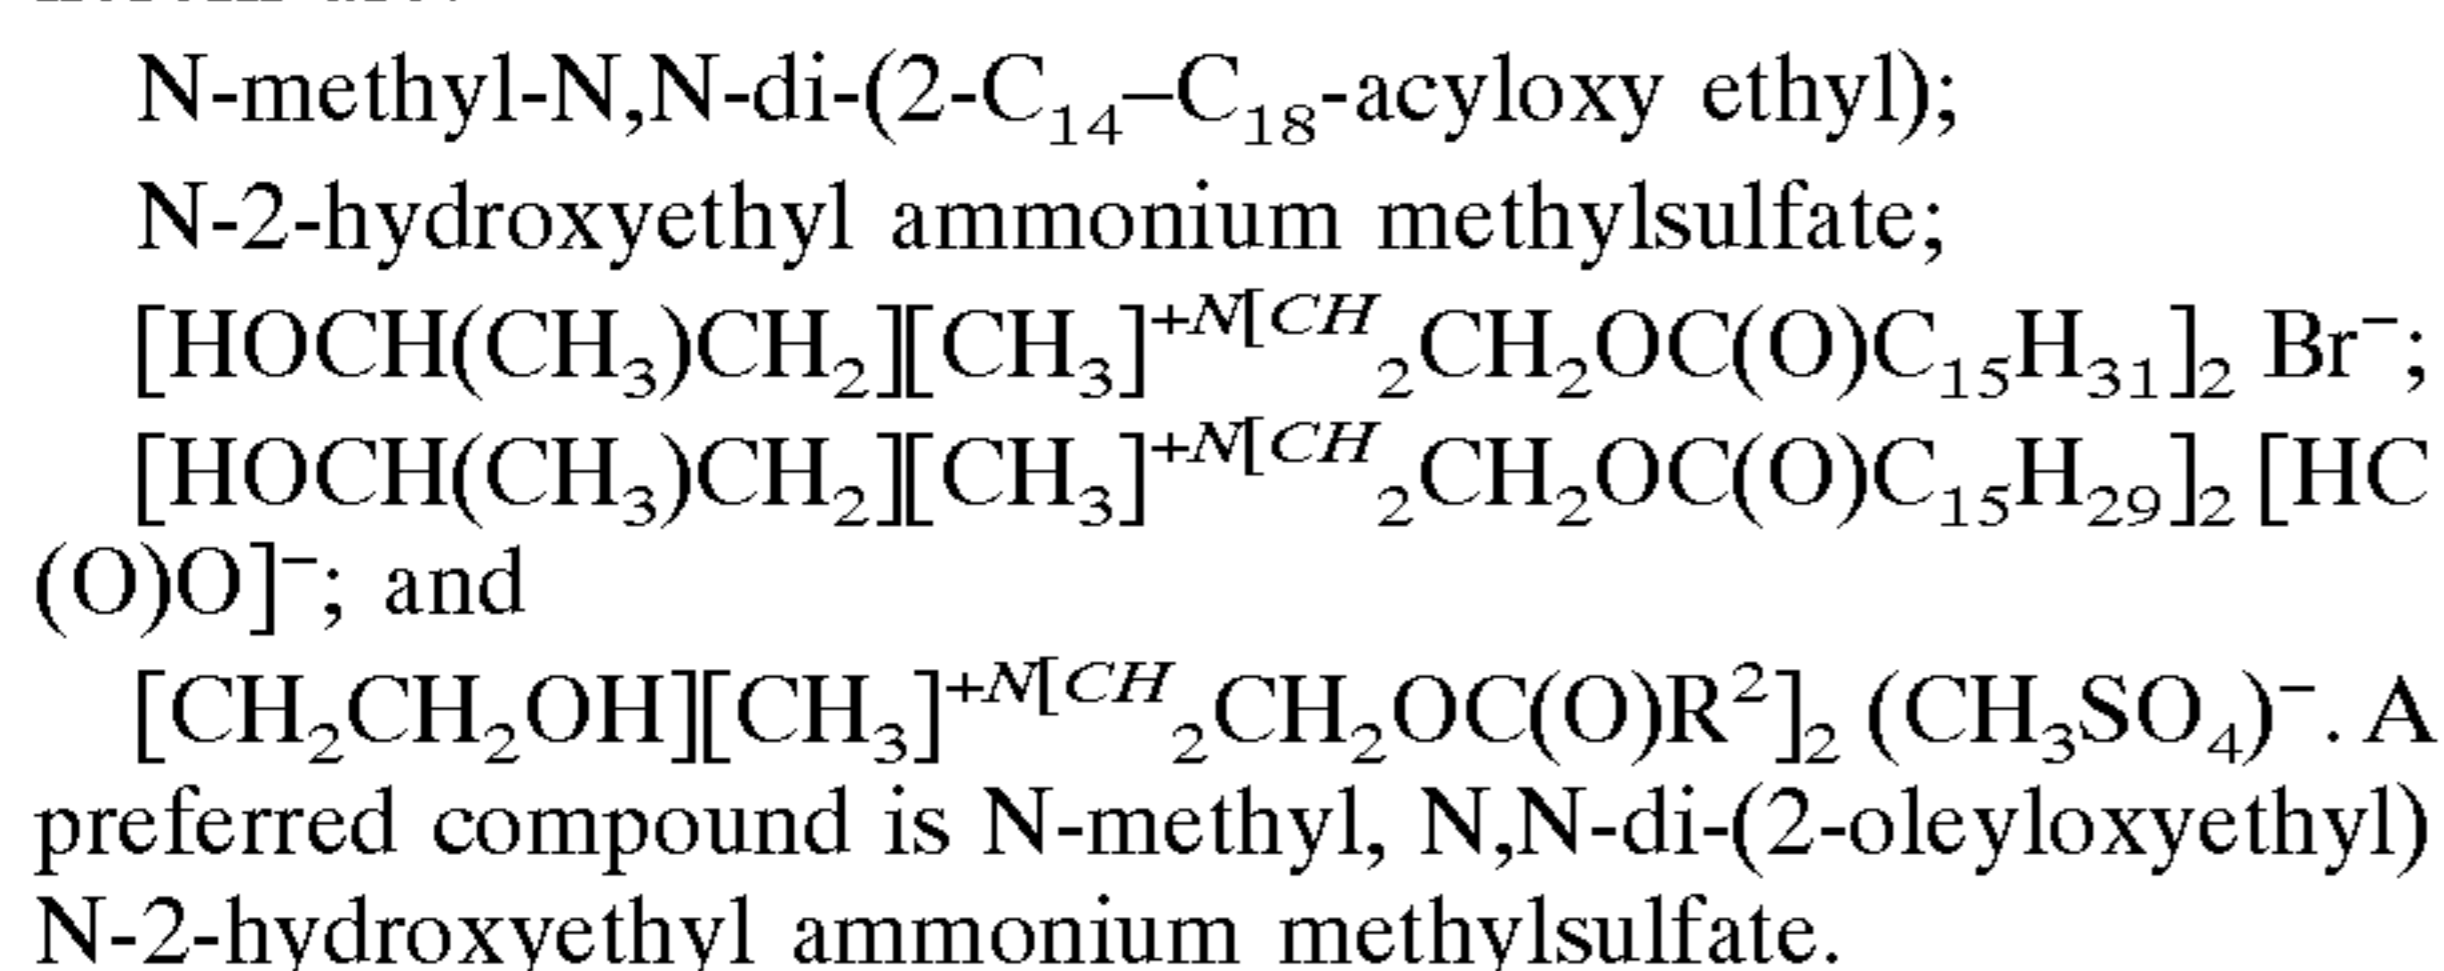 N-methyl-N,N-di-(2-C₁₄–C₁₈-acyloxy ethyl);
N-2-hydroxyethyl ammonium methylsulfate;
[HOCH(CH₃)CH₂][CH₃]⁺ᴺ[CH₂CH₂OC(O)C₁₅H₃₁]₂ Br⁻;
[HOCH(CH₃)CH₂][CH₃]⁺ᴺ[CH₂CH₂OC(O)C₁₅H₂₉]₂ [HC
(O)O]⁻; and
[CH₂CH₂OH][CH₃]⁺ᴺ[CH₂CH₂OC(O)R²]₂ (CH₃SO₄)⁻. A
preferred compound is N-methyl, N,N-di-(2-oleyloxyethyl)
N-2-hydroxyethyl ammonium methylsulfate.